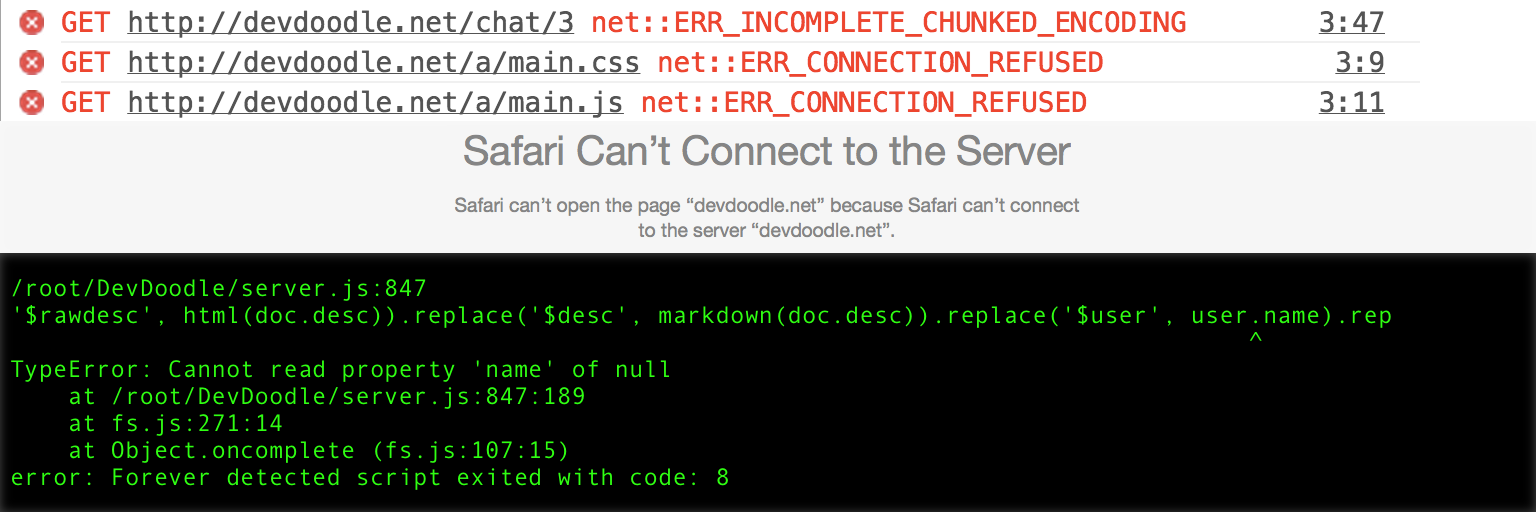 GET http://devdoodle.net/chat/3 net::ERR_INCOMPLETE_CHUNKED_ENCODING 3:47
GET http://devdoodle.net/a/main.css net::ERR_CONNECTION_REFUSED 3:9
GET http://devdoodle.net/a/main.js net::ERR_CONNECTION_REFUSED 3:11
Safari Can’t Connect to the Server
Safari can’t open the page “devdoodle.net” because Safari can’t connect
to the server “devdoodle.net”.
/root/DevDoodle/server.js:847
'$rawdesc', html(doc.desc)).replace('$desc', markdown(doc.desc)).replace('$user', user.name).rep
^
TypeError: Cannot read property 'name' of null
    at /root/DevDoodle/server.js:847:189
    at fs.js:271:14
    at Object.oncomplete (fs.js:107:15)
error: Forever detected script exited with code: 8